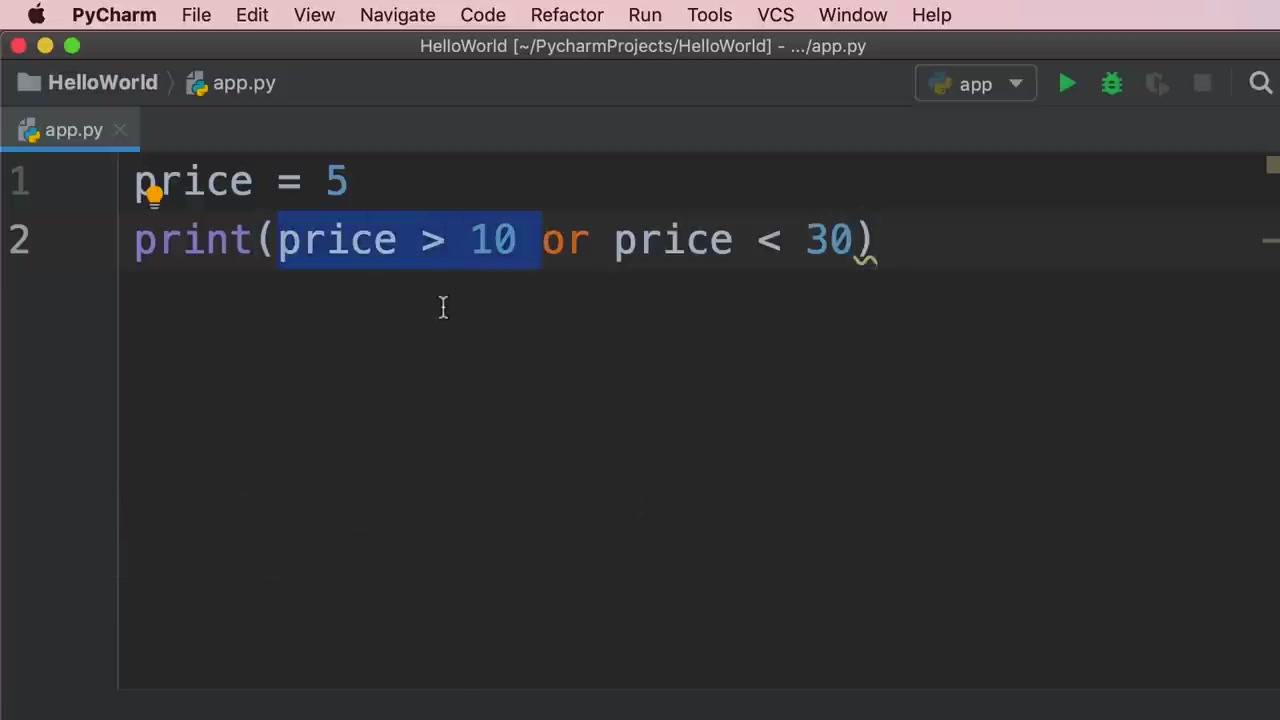 PyCharm File Edit View Navigate Code Refactor Run Tools VCS Window Help
HelloWorld [~/PycharmProjects/HelloWorld] - .../app.py
HelloWorld app.py app
app.py
1 price = 5
2 print(price > 10 or price < 30)